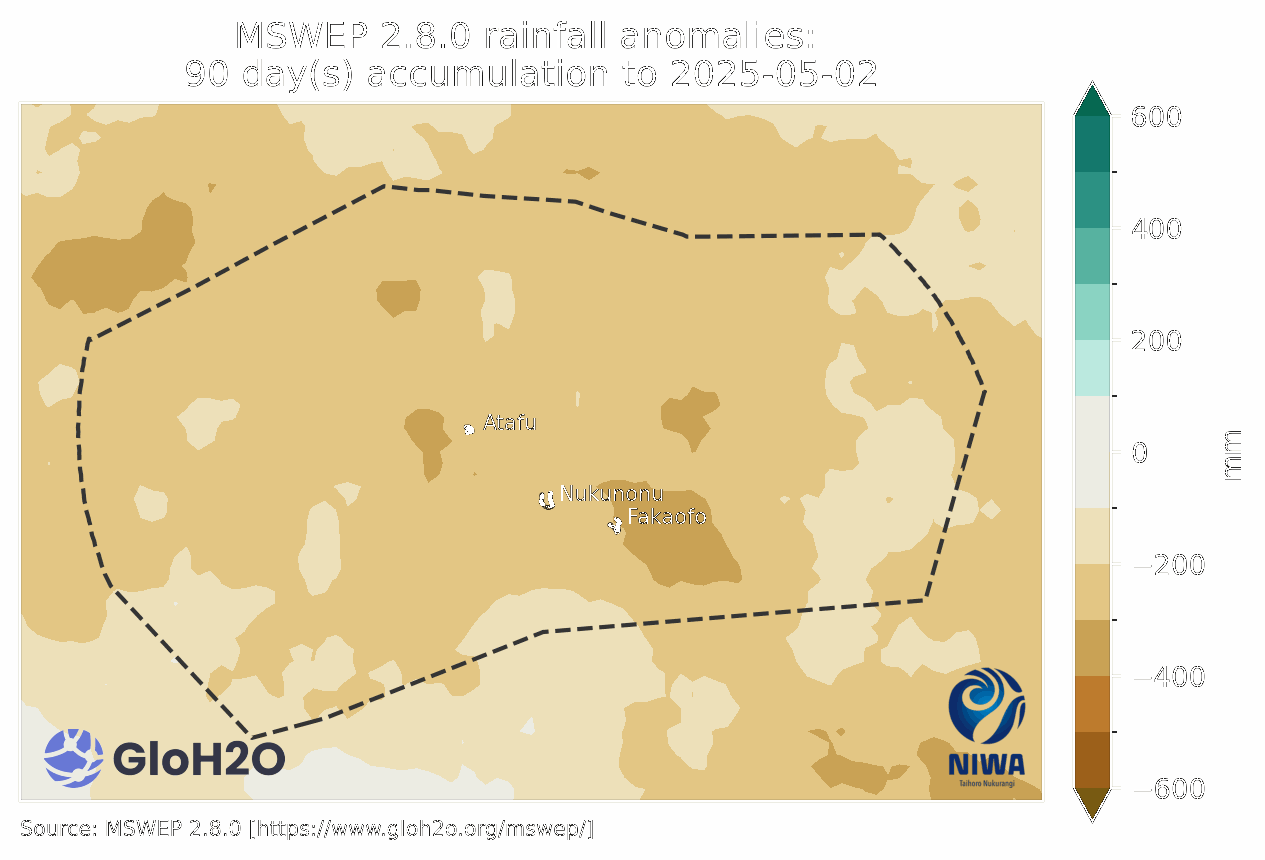 MSWEP 2.8.0 rainfall anomalies:
90 day(s) accumulation to 2025-05-02
600
400
200
0
−200
−400
−600
mm
Atafu
Nukunonu
Fakaofo
GloH2O
NIWA
Taihoro Nukurangi
Source: MSWEP 2.8.0 [https://www.gloh2o.org/mswep/]